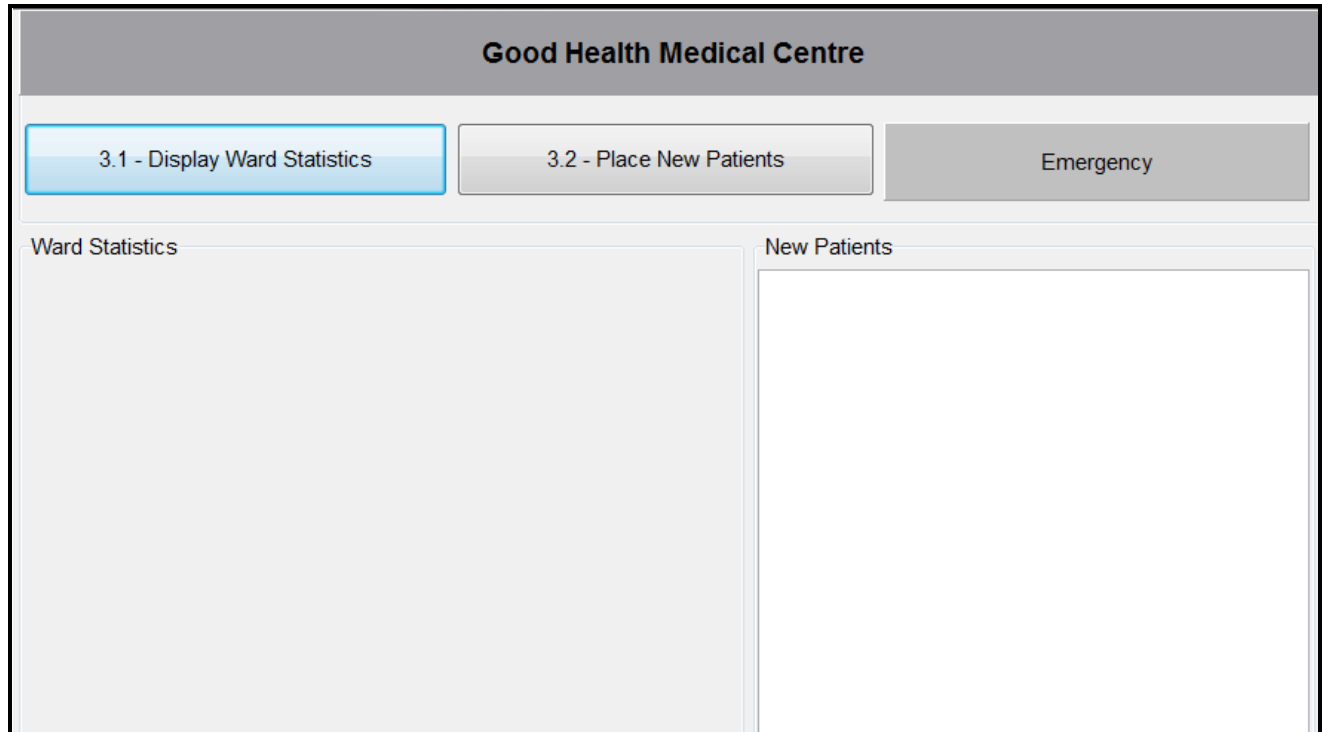 Good Health Medical Centre
3.1 - Display Ward Statistics
3.2 - Place New Patients
Emergency
Ward Statistics
New Patients